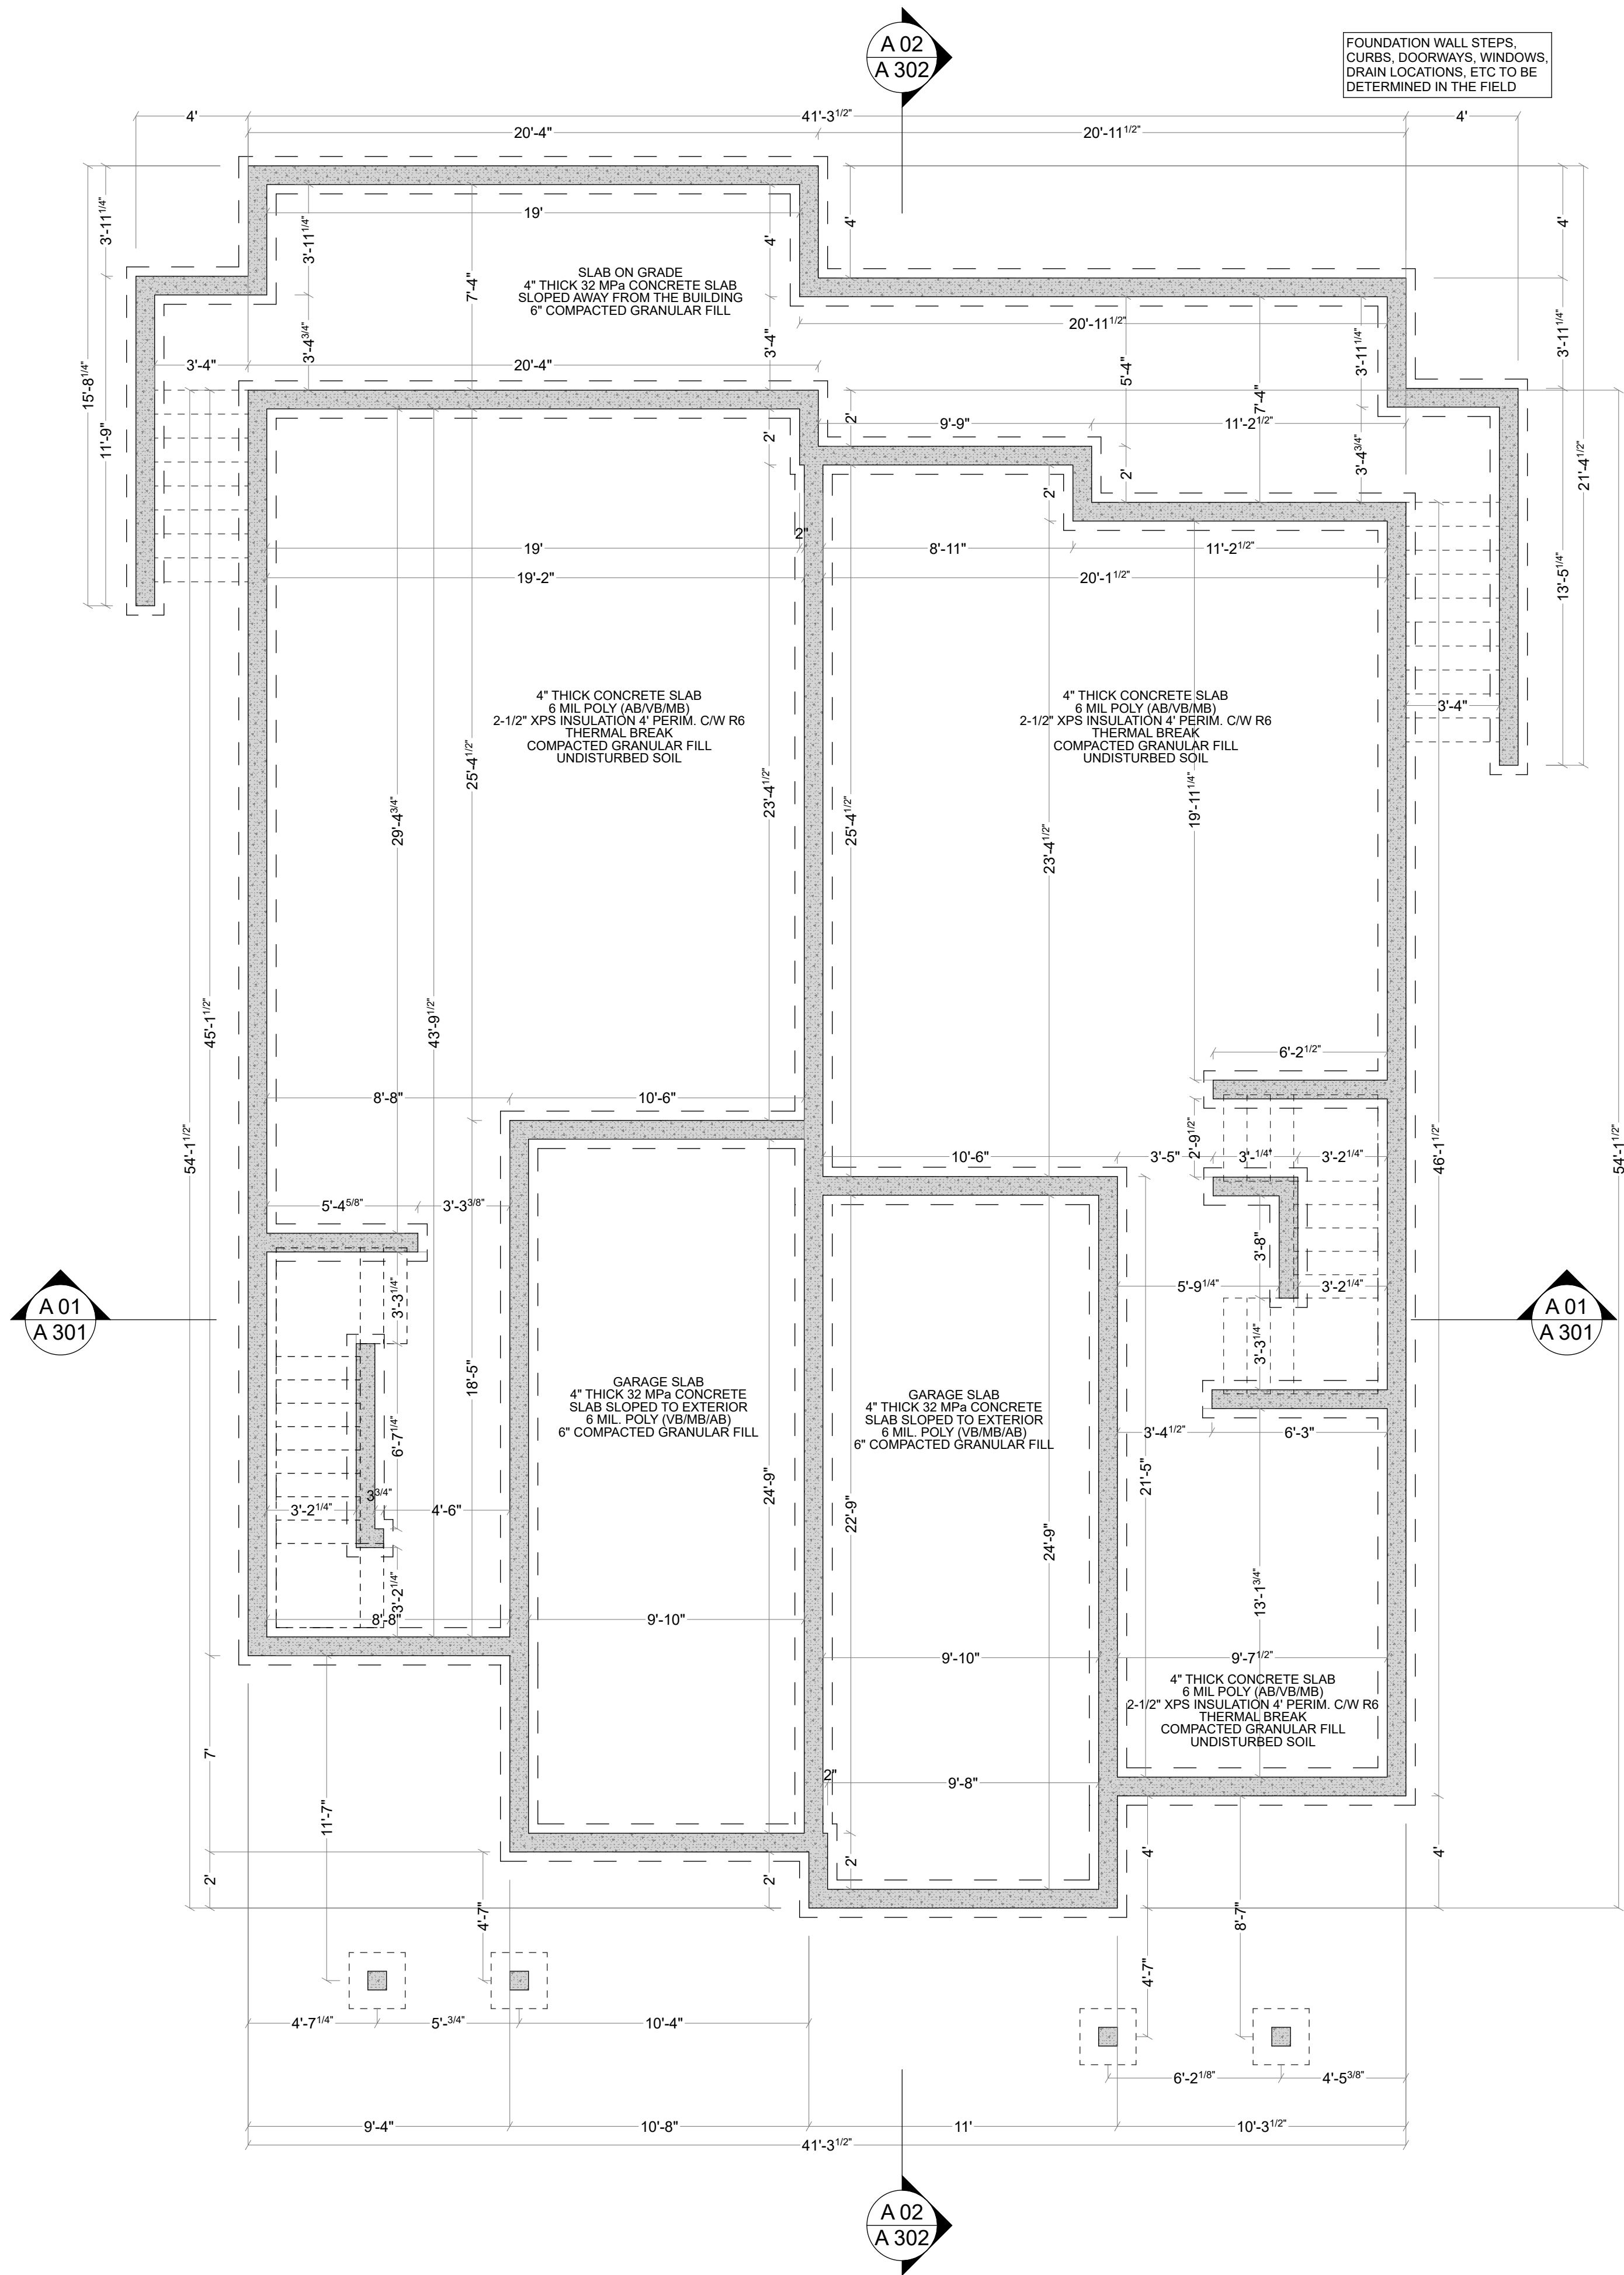 A 02
A 302
FOUNDATION WALL STEPS,
CURBS, DOORWAYS, WINDOWS,
DRAIN LOCATIONS, ETC TO BE
DETERMINED IN THE FIELD
4'
41'-3 1/2"
4'
20'-4"
20'-11 1/2"
3'-11 1/4"
19'
3'-11 1/4"
4'
4'
4'
SLAB ON GRADE
4" THICK 32 MPa CONCRETE SLAB
SLOPED AWAY FROM THE BUILDING
6" COMPACTED GRANULAR FILL
7'-4"
20'-11 1/2"
3'-11 1/4"
3'-11 1/4"
3'-4 3/4"
3'-4"
3'-4"
20'-4"
5'-4"
7'-4"
15'-8 1/4"
11'-9"
2'
2'
9'-9"
11'-2 1/2"
3'-4 3/4"
2'
21'-4 1/2"
2'
2"
19'
8'-11"
11'-2 1/2"
19'-2"
20'-1 1/2"
13'-5 1/4"
4" THICK CONCRETE SLAB
6 MIL POLY (AB/VB/MB)
2-1/2" XPS INSULATION 4' PERIM. C/W R6
THERMAL BREAK
COMPACTED GRANULAR FILL
UNDISTURBED SOIL
4" THICK CONCRETE SLAB
6 MIL POLY (AB/VB/MB)
2-1/2" XPS INSULATION 4' PERIM. C/W R6
THERMAL BREAK
COMPACTED GRANULAR FILL
UNDISTURBED SOIL
3'-4"
25'-4 1/2"
23'-4 1/2"
19'-11 1/4"
29'-4 3/4"
25'-4 1/2"
23'-4 1/2"
45'-1 1/2"
43'-9 1/2"
6'-2 1/2"
8'-8"
10'-6"
54'-1 1/2"
2'-9 1/2"
46'-1 1/2"
54'-1 1/2"
10'-6"
3'-5"
3'- 1/4"
3'-2 1/4"
5'-4 5/8"
3'-3 3/8"
3'-8"
A 01
A 301
3'-3 1/4"
5'-9 1/4"
3'-2 1/4"
A 01
A 301
3'-3 1/4"
18'-5"
GARAGE SLAB
4" THICK 32 MPa CONCRETE
SLAB SLOPED TO EXTERIOR
6 MIL. POLY (VB/MB/AB)
6" COMPACTED GRANULAR FILL
GARAGE SLAB
4" THICK 32 MPa CONCRETE
SLAB SLOPED TO EXTERIOR
6 MIL. POLY (VB/MB/AB)
6" COMPACTED GRANULAR FILL
6'-7 1/4"
3'-4 1/2"
6'-3"
3'-2 1/4"
3 3/4"
4'-6"
24'-9"
22'-9"
24'-9"
21'-5"
3'-2 1/4"
8'-8"
9'-10"
13'-1 3/4"
9'-10"
9'-7 1/2"
4" THICK CONCRETE SLAB
6 MIL POLY (AB/VB/MB)
2-1/2" XPS INSULATION 4' PERIM. C/W R6
THERMAL BREAK
COMPACTED GRANULAR FILL
UNDISTURBED SOIL
7'
2"
9'-8"
11'-7"
2'
2'
2'
4'
4'
4'-7"
8'-7"
4'-7"
4'-7 1/4"
5'- 3/4"
10'-4"
6'-2 1/8"
4'-5 3/8"
9'-4"
10'-8"
11'
10'-3 1/2"
41'-3 1/2"
A 02
A 302